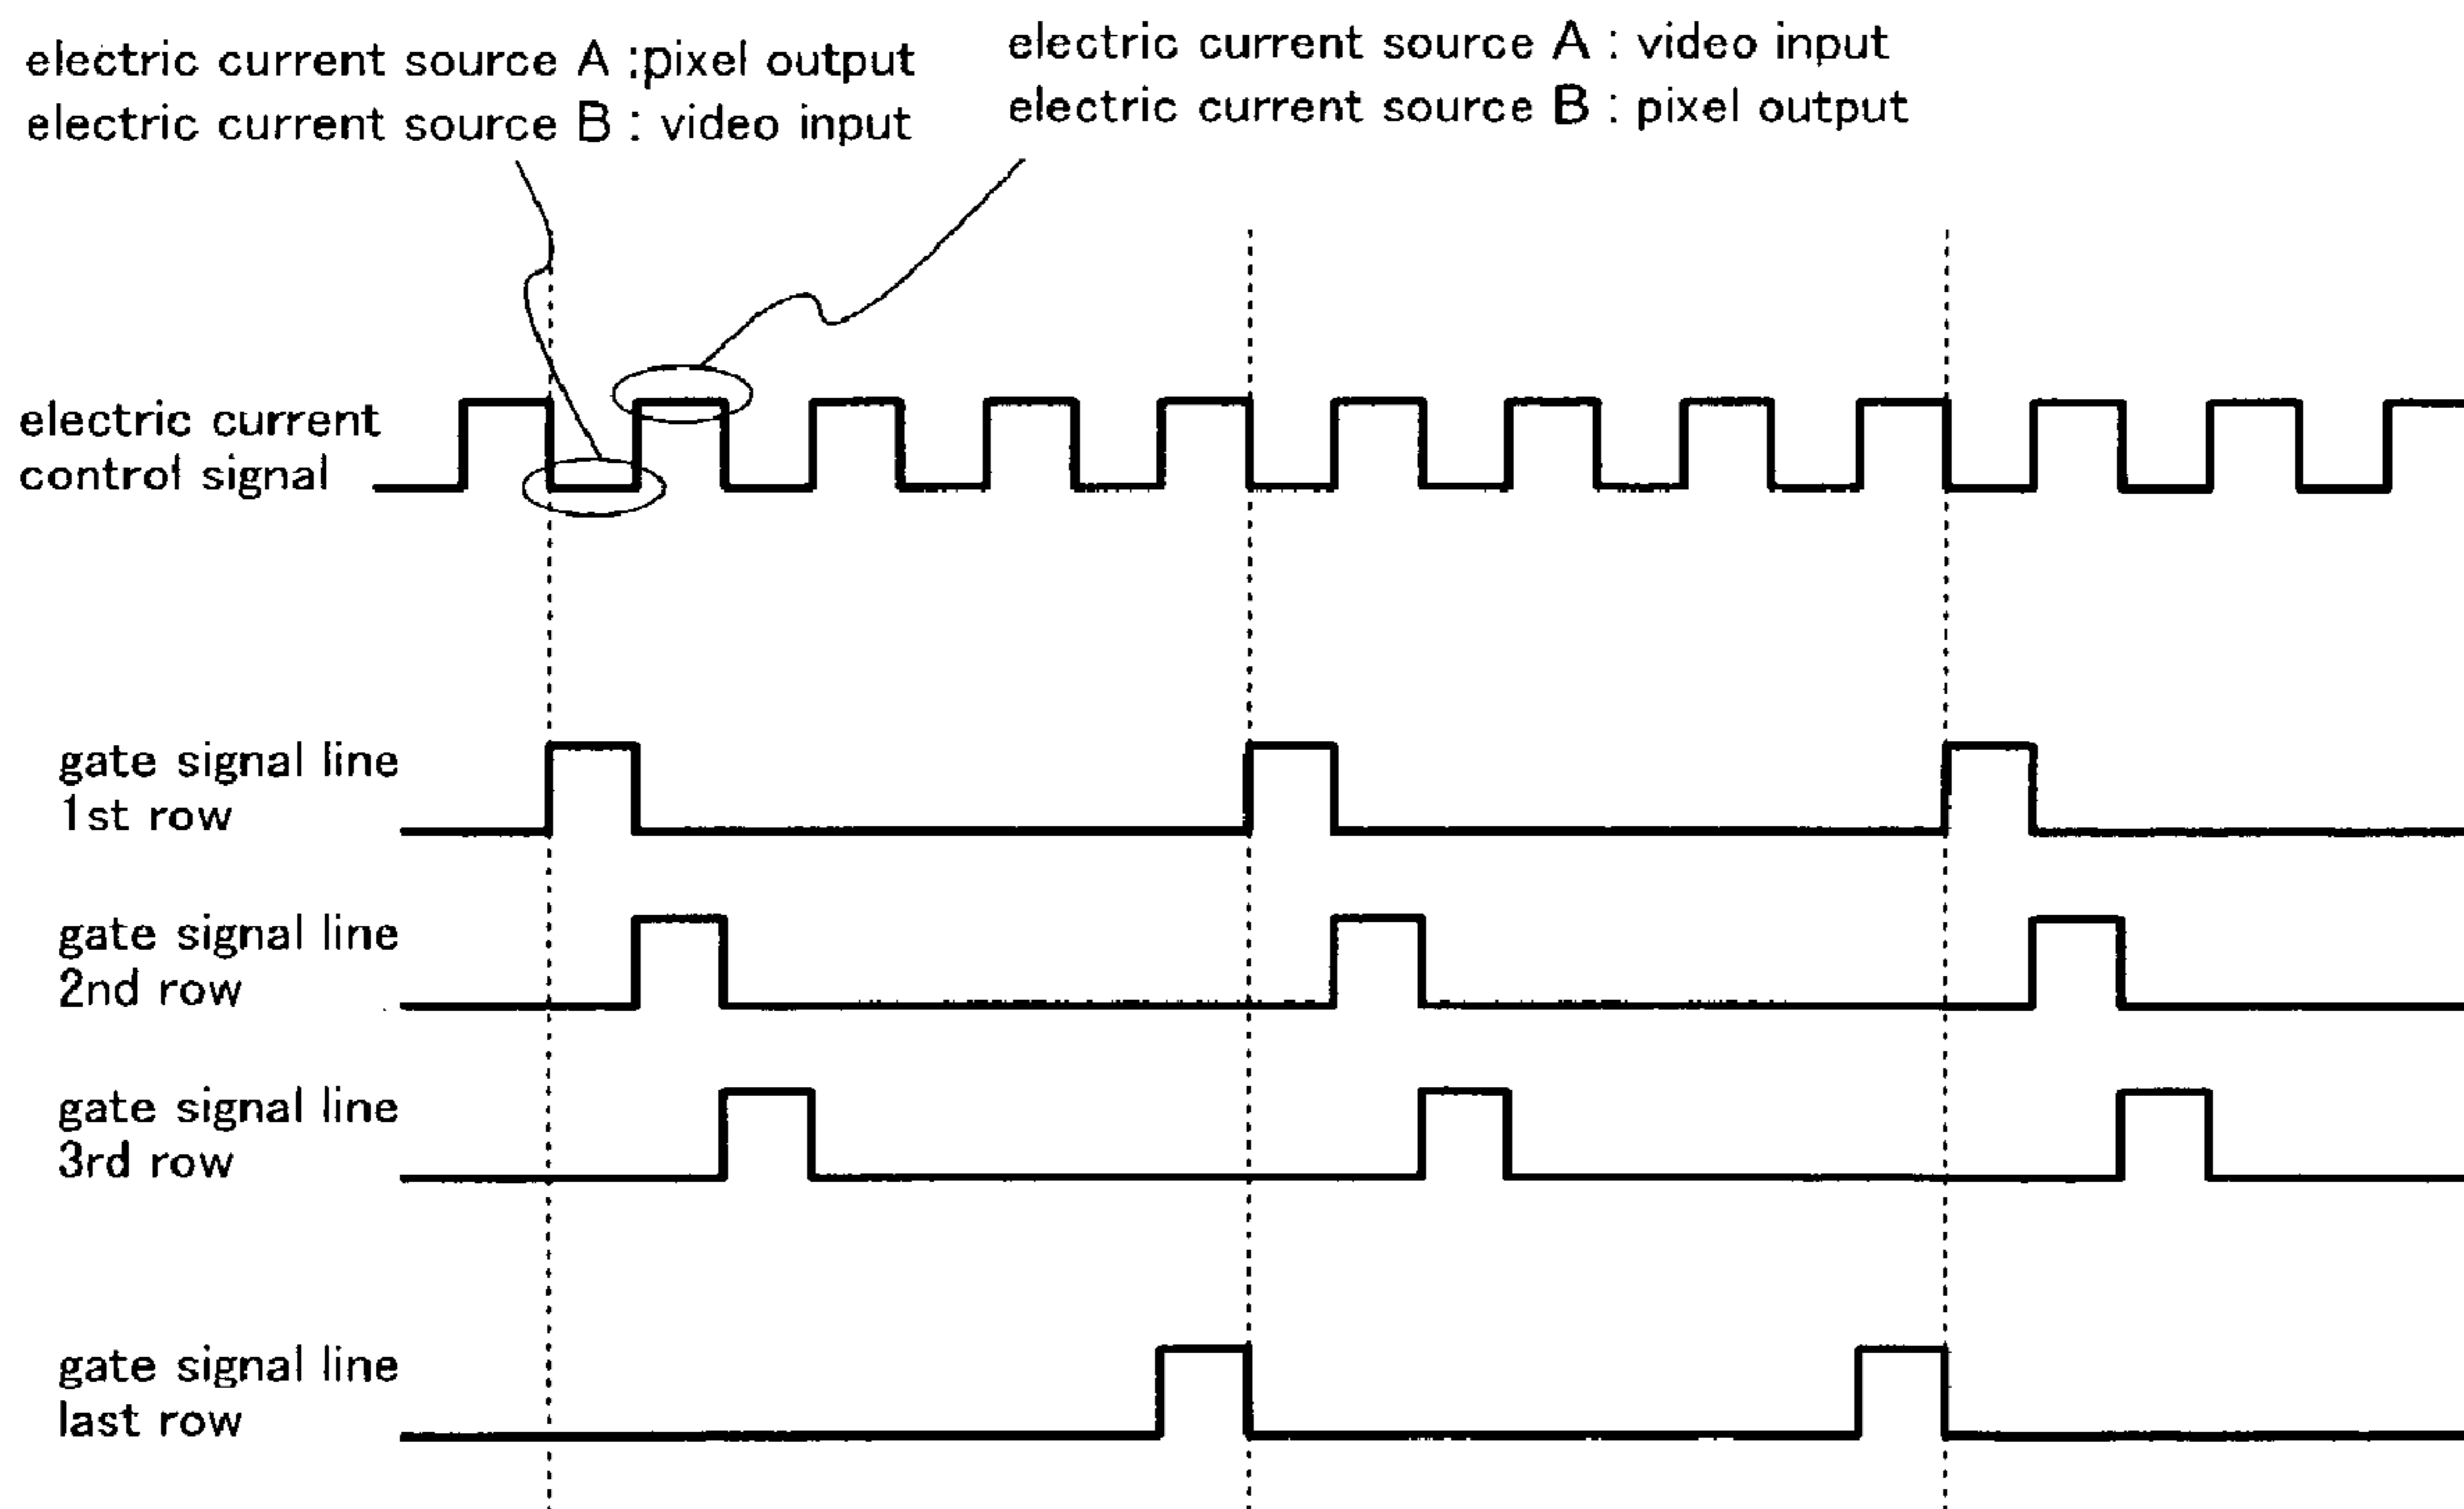 electric current source A :pixel output
electric current source B : video input
electric current source A : video input
electric current source B : pixel output
electric current
control signal
gate signal line
1st row
gate signal line
2nd row
gate signal line
3rd row
gate signal line
last row